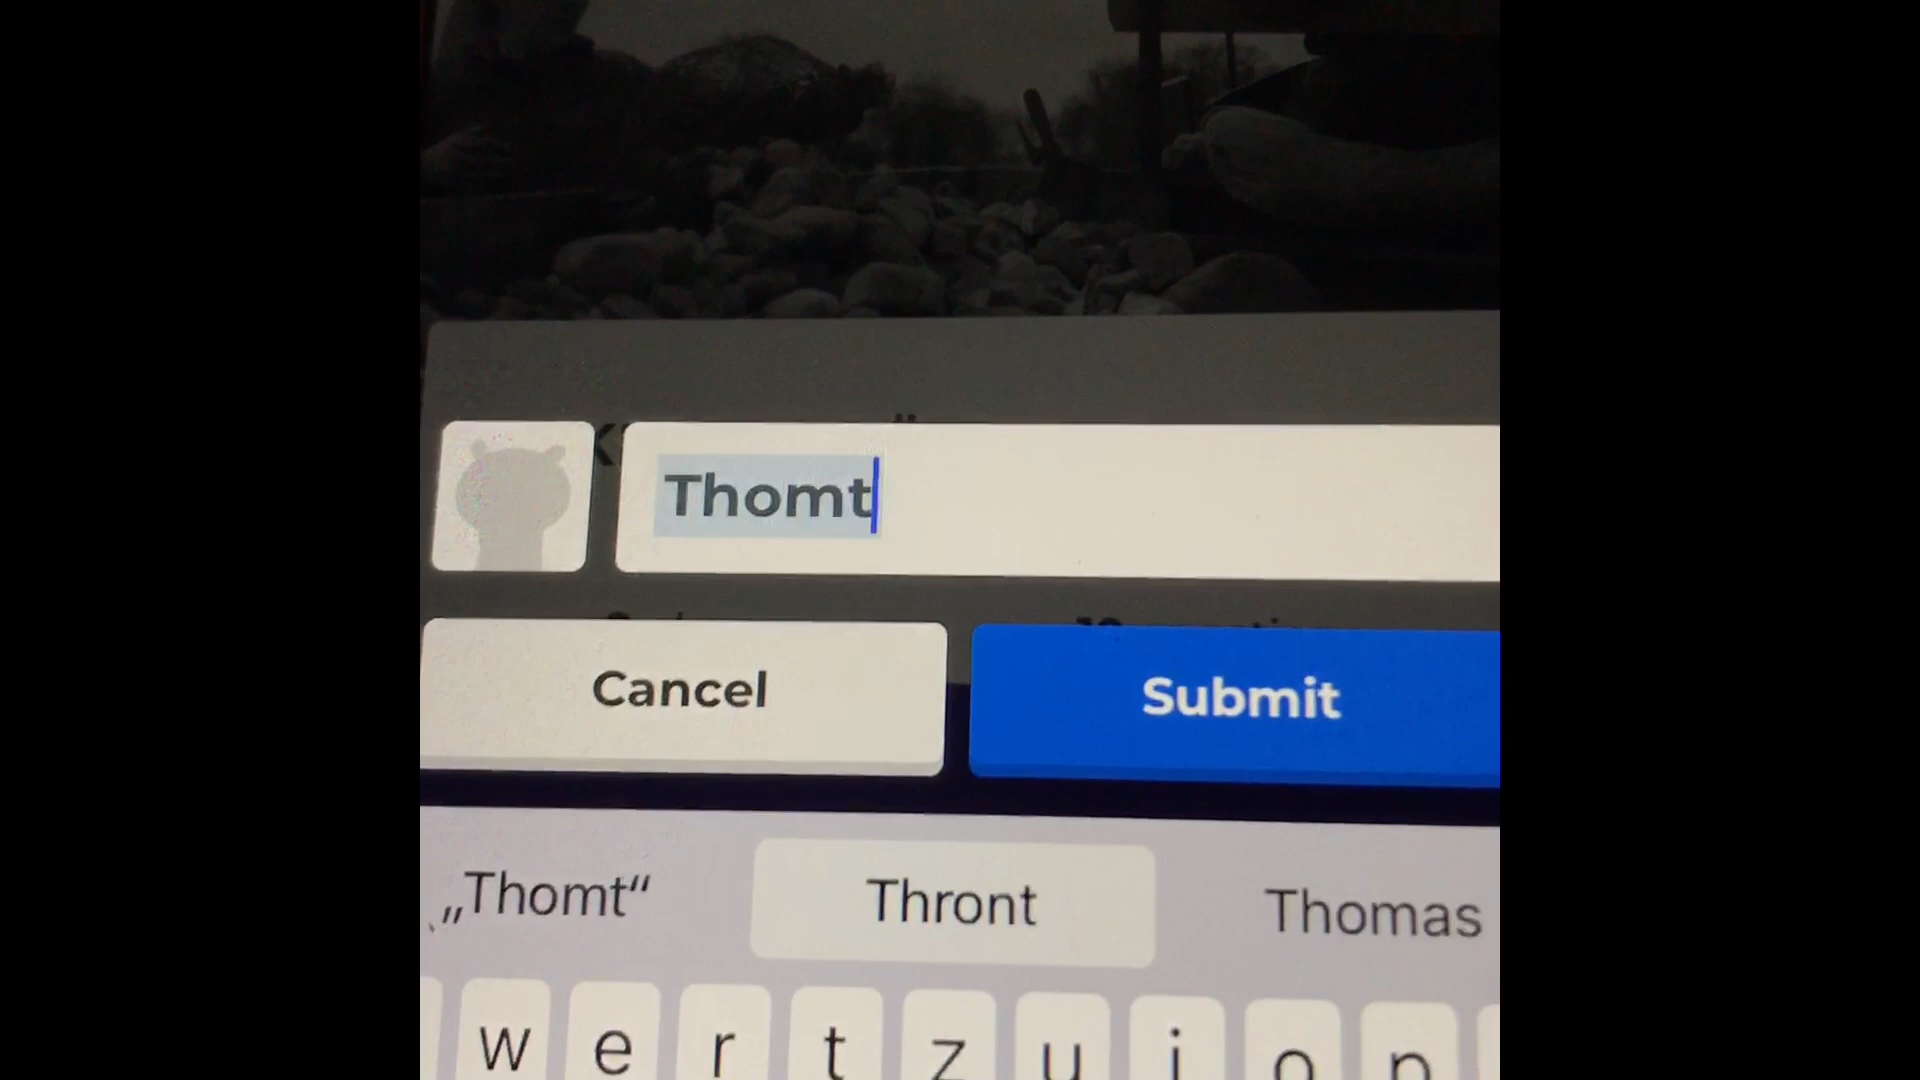 Thomt
Cancel
Submit
„Thomt“
Thront
Thomas
w e r t z u i o p